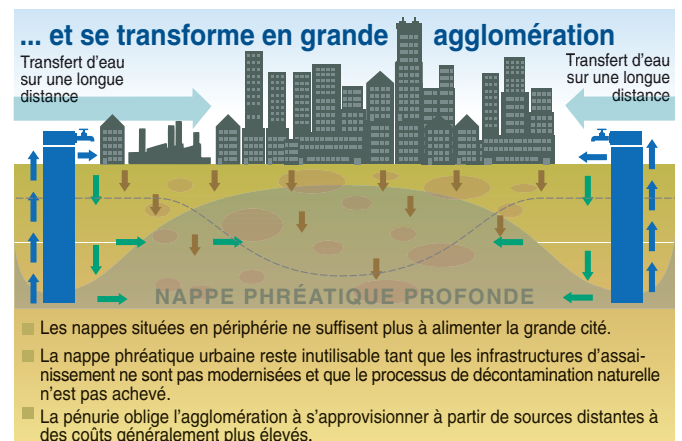 ... et se transforme en grande agglomération
Transfert d'eau
sur une longue
distance
Transfert d'eau
sur une longue
distance
NAPPE PHRÉATIQUE PROFONDE
Les nappes situées en périphérie ne suffisent plus à alimenter la grande cité.
La nappe phréatique urbaine reste inutilisable tant que les infrastructures d'assai-
nissement ne sont pas modernisées et que le processus de décontamination naturelle
n'est pas achevé.
La pénurie oblige l'agglomération à s'approvisionner à partir de sources distantes à
des coûts généralement plus élevés.